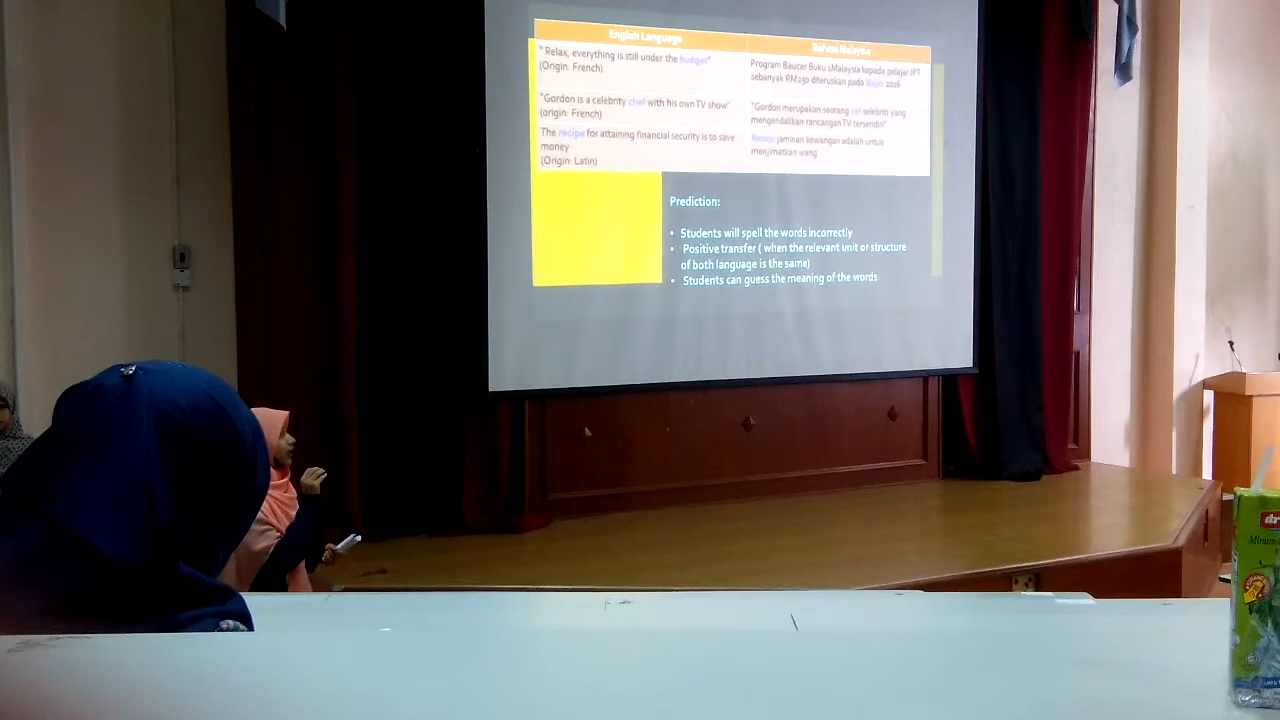 English Language
Bahasa Malaysia
" Relax, everything is still under the budget"
(Origin: French)
Program Baucer Buku 1Malaysia kepada pelajar IPT
sebanyak RM250 diteruskan pada Bajet 2016
"Gordon is a celebrity chef with his own TV show"
(origin: French)
"Gordon merupakan seorang cef selebriti yang
mengendalikan rancangan TV tersendiri"
The recipe for attaining financial security is to save
money
(Origin: Latin)
Resepi jaminan kewangan adalah untuk
menjimatkan wang
Prediction:
• Students will spell the words incorrectly
• Positive transfer ( when the relevant unit or structure
of both language is the same)
• Students can guess the meaning of the words